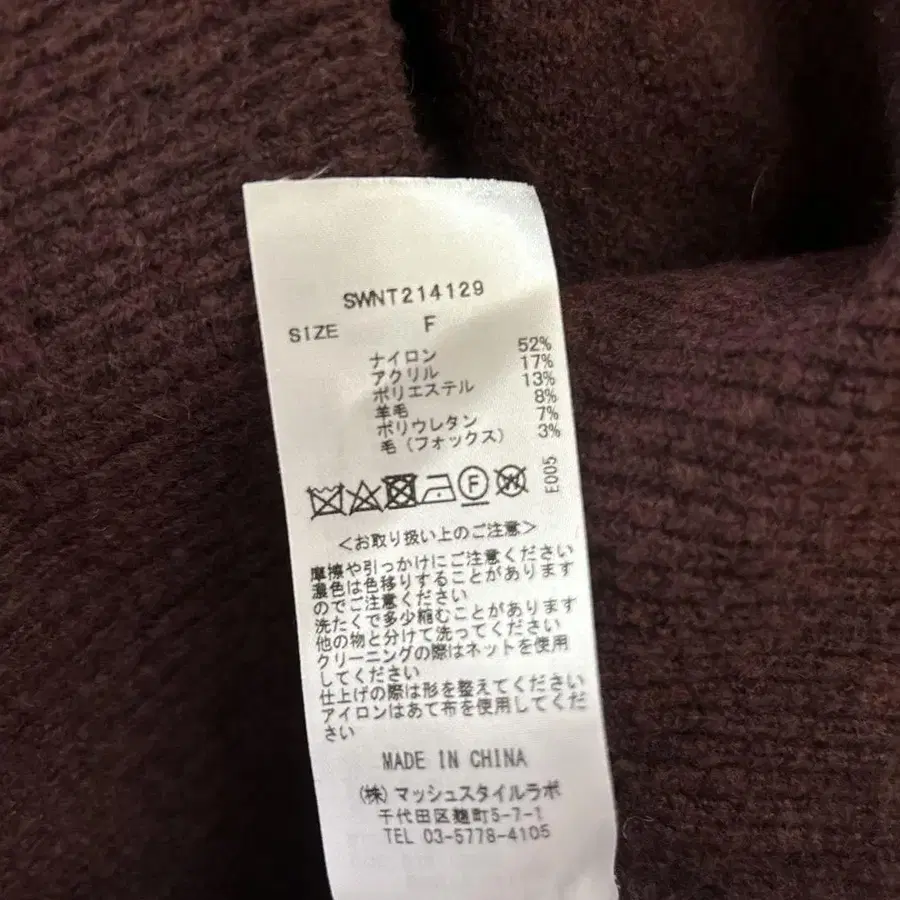 SWNT214129
SIZE F
ナイロン 52%
アクリル 17%
ポリエステル 13%
羊毛 8%
ポリウレタン 7%
毛(フォックス) 3%
F W E005
<お取り扱い上のご注意>
摩擦や引っかけにご注意ください
濃色は色移りすることがあります
のでご注意ください
洗たくで多少縮むことがあります
他の物と分けて洗ってください
クリーニングの際はネットを使用
してください
仕上げの際は形を整えてください
アイロンはあて布を使用してくだ
さい
MADE IN CHINA
(株)マッシュスタイルラボ
千代田区麹町5-7-1
TEL 03-5778-4105